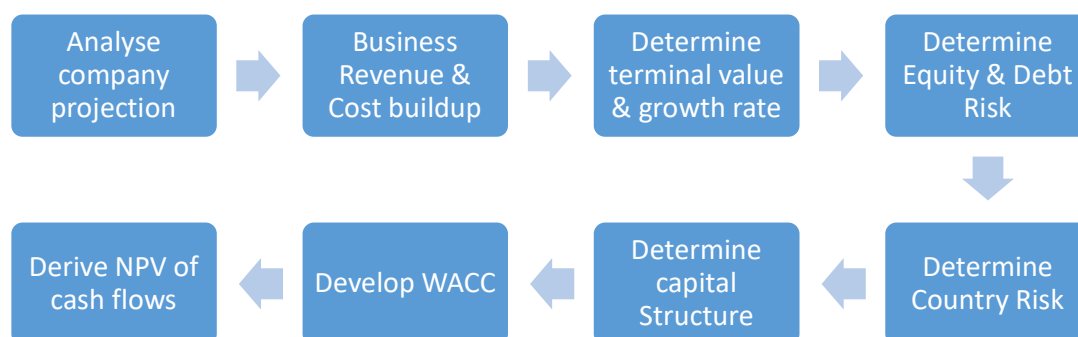 Analyse
company
projection
Business
Revenue &
Cost buildup
Determine
terminal value
& growth rate
Determine
Equity & Debt
Risk
Determine
Country Risk
Determine
capital
Structure
Develop WACC
Derive NPV of
cash flows